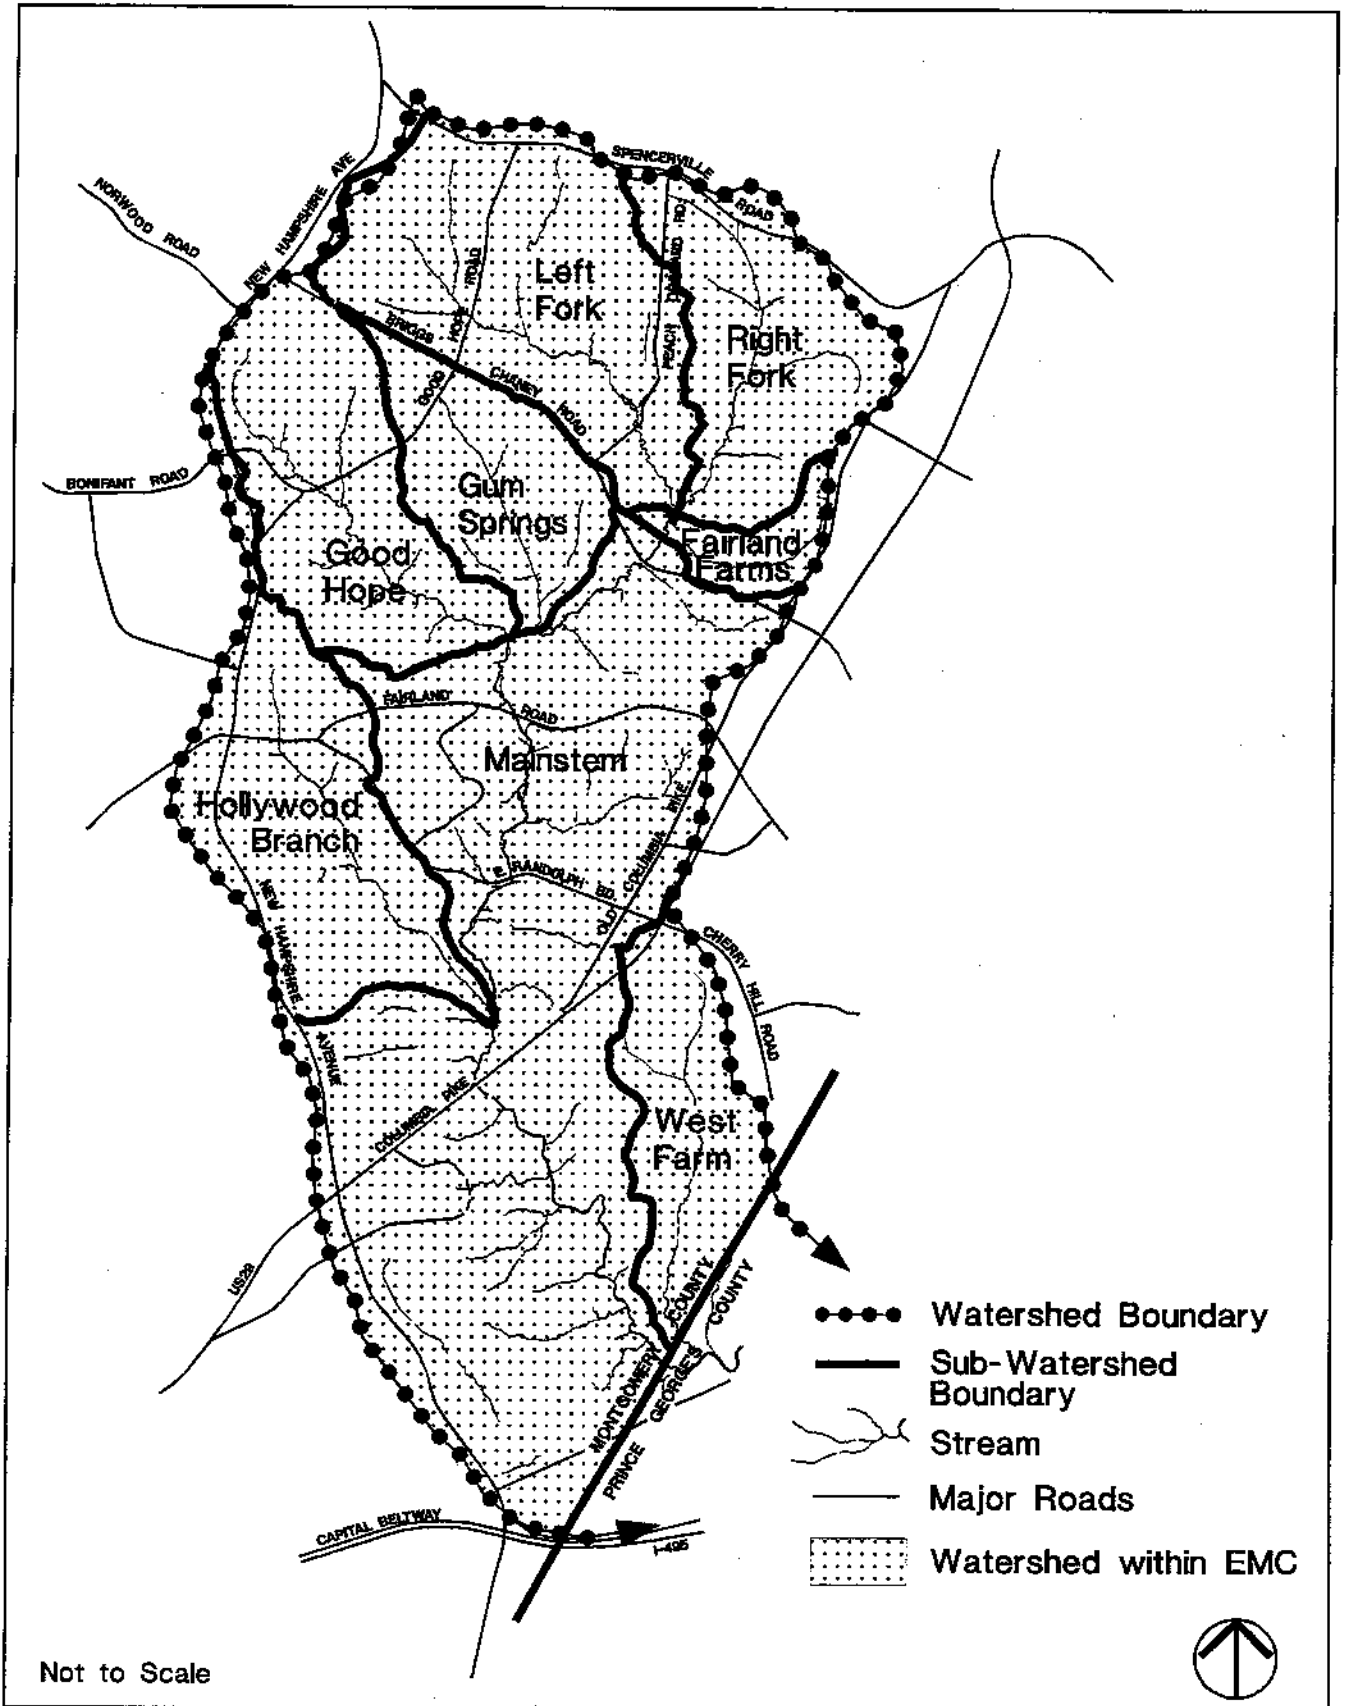 SPENCERVILLE
ROAD
NEW HAMPSHIRE AVE
NORWOOD ROAD
Left
Fork
GOOD HOPE ROAD
PEACH ORCHARD RD.
Right
Fork
BRIGGS CHANEY ROAD
BONIFANT ROAD
Gum
Springs
Good
Hope
Fairland
Farms
FAIRLAND ROAD
Mainstem
Hollywood
Branch
E. RANDOLPH RD.
OLD COLUMBIA PIKE
CHERRY HILL ROAD
NEW HAMPSHIRE AVENUE
COLUMBIA PIKE
West
Farm
US29
MONTGOMERY COUNTY
PRINCE GEORGE'S COUNTY
CAPITAL BELTWAY
I-495
Watershed Boundary
Sub-Watershed
Boundary
Stream
Major Roads
Watershed within EMC
Not to Scale